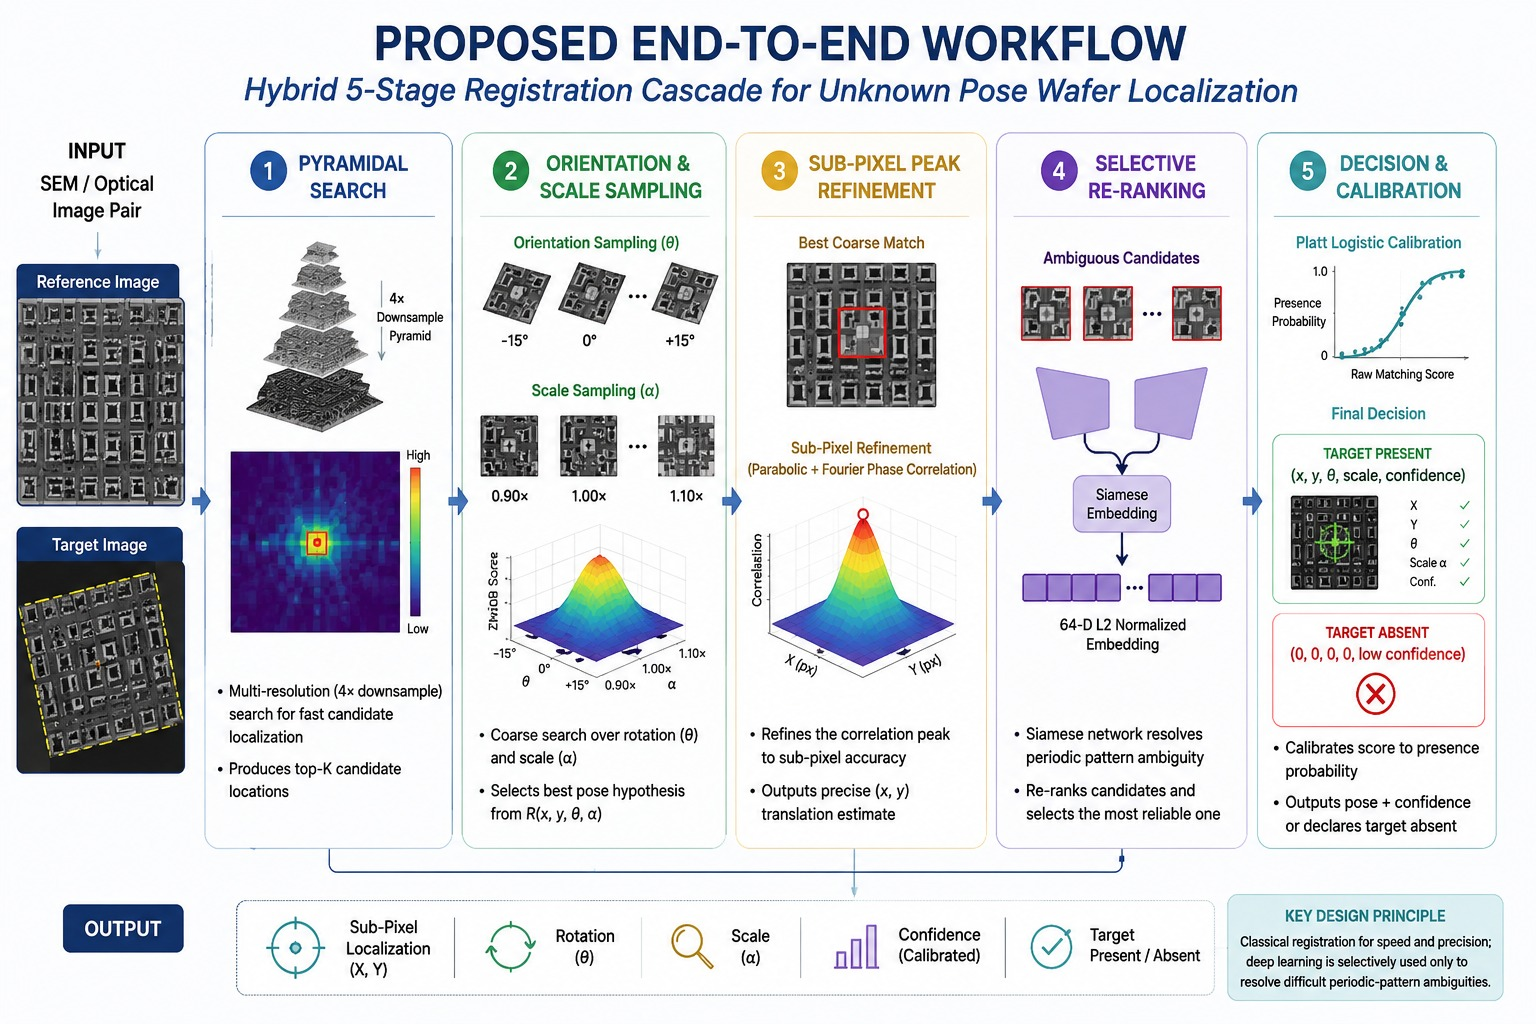 PROPOSED END-TO-END WORKFLOW
Hybrid 5-Stage Registration Cascade for Unknown Pose Wafer Localization
INPUT
SEM / Optical
Image Pair
Reference Image
Target Image
1
PYRAMIDAL
SEARCH
4x
Downsample
Pyramid
High
Low
• Multi-resolution (4× downsample)
search for fast candidate
localization
• Produces top-K candidate
locations
2
ORIENTATION &
SCALE SAMPLING
Orientation Sampling (θ)
...
-15°
0°
+15°
Scale Sampling (α)
...
0.90×
1.00×
1.10×
-15°
0°
+15°
θ
0.90×
1.00×
1.10×
α
• Coarse search over rotation (θ)
and scale (α)
• Selects best pose hypothesis
from R(x, y, θ, α)
3
SUB-PIXEL PEAK
REFINEMENT
Best Coarse Match
Sub-Pixel Refinement
(Parabolic + Fourier Phase Correlation)
Correlation
X (px)
Y (px)
• Refines the correlation peak
to sub-pixel accuracy
• Outputs precise (x, y)
translation estimate
4
SELECTIVE
RE-RANKING
Ambiguous Candidates
...
Siamese
Embedding
...
64-D L2 Normalized
Embedding
• Siamese network resolves
periodic pattern ambiguity
• Re-ranks candidates and
selects the most reliable one
5
DECISION &
CALIBRATION
Platt Logistic Calibration
1.0
Presence
Probability
0
Raw Matching Score
Final Decision
TARGET PRESENT
(x, y, θ, scale, confidence)
X ✓
Y ✓
θ ✓
Scale α ✓
Conf. ✓
TARGET ABSENT
(0, 0, 0, 0, low confidence)
• Calibrates score to presence
probability
• Outputs pose + confidence
or declares target absent
OUTPUT
Sub-Pixel
Localization
(X, Y)
Rotation
(θ)
Scale
(α)
Confidence
(Calibrated)
Target
Present / Absent
KEY DESIGN PRINCIPLE
Classical registration for speed and precision;
deep learning is selectively used only to
resolve difficult periodic-pattern ambiguities.